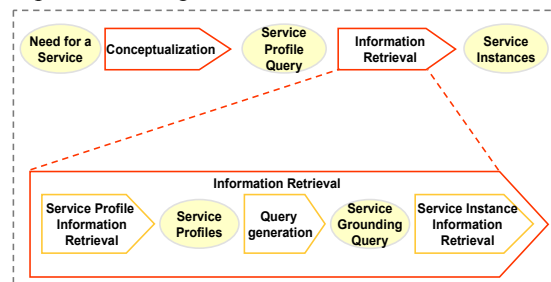 Need for a
Service
Conceptualization
Service
Profile
Query
Information
Retrieval
Service
Instances
Information Retrieval
Service Profile
Information
Retrieval
Service
Profiles
Query
generation
Service
Grounding
Query
Service Instance
Information
Retrieval